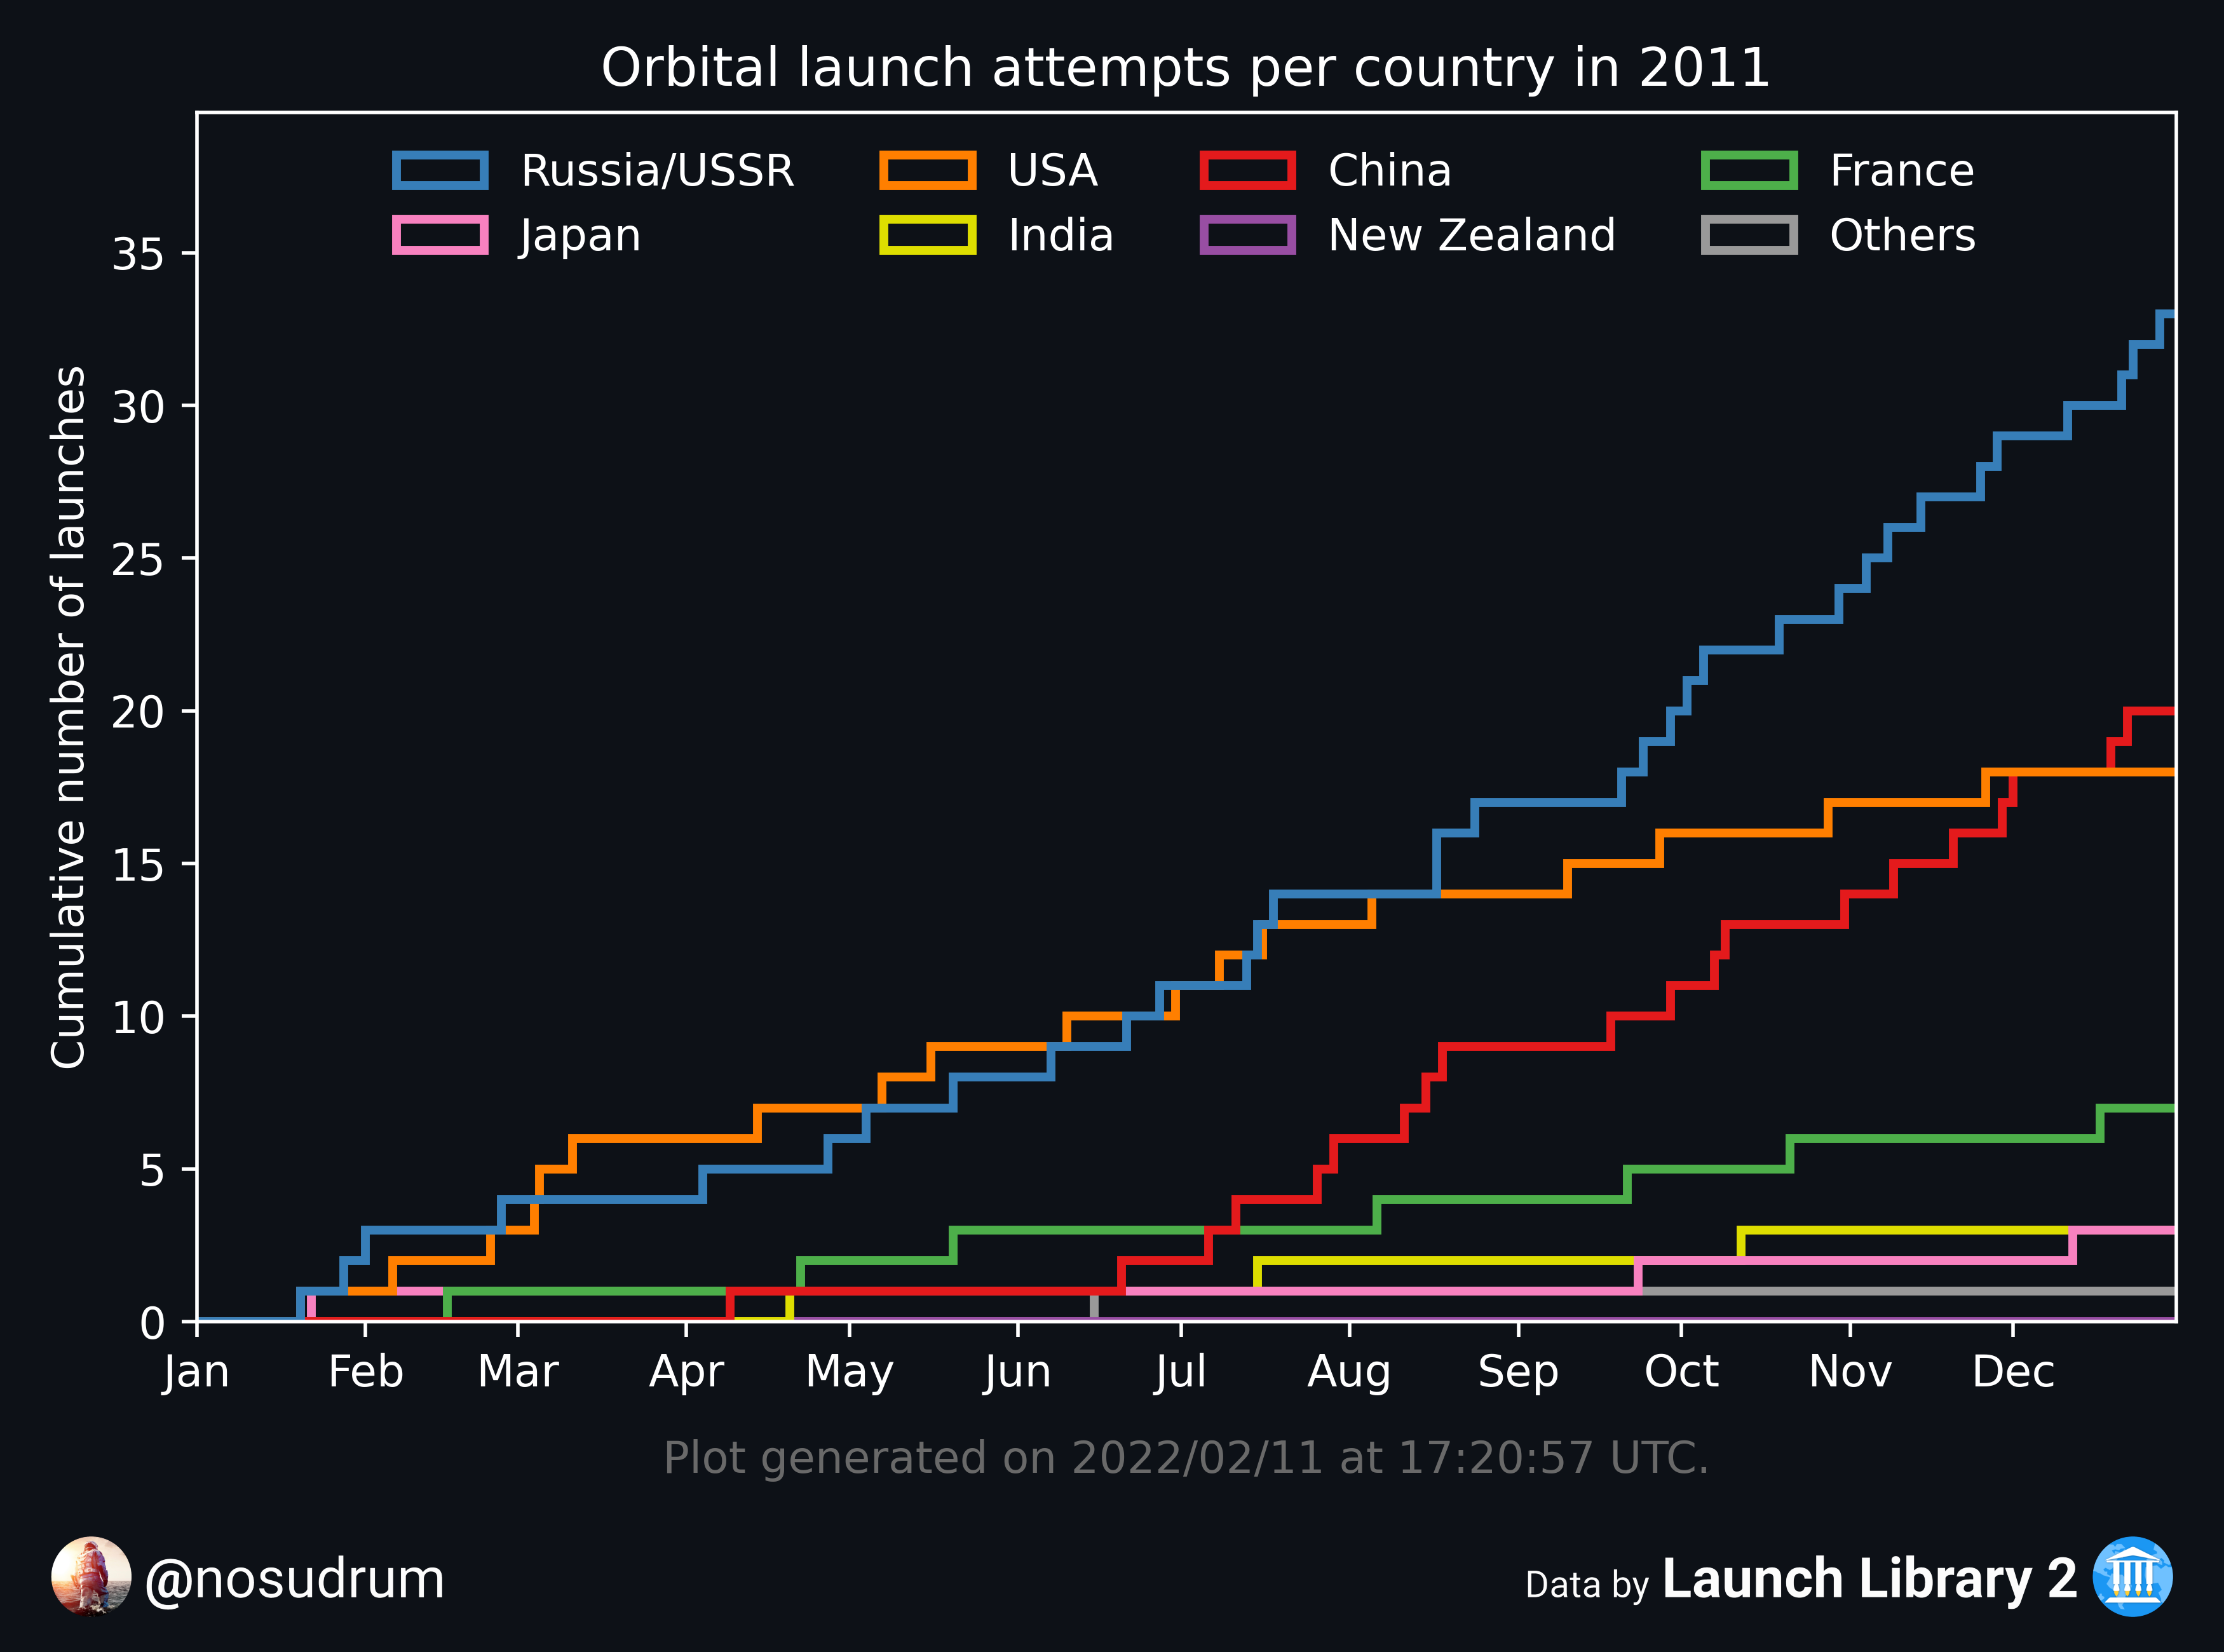 Orbital launch attempts per country in 2011
Russia/USSR
USA
China
France
Japan
India
New Zealand
Others
Cumulative number of launches
35
30
25
20
15
10
5
0
Jan
Feb
Mar
Apr
May
Jun
Jul
Aug
Sep
Oct
Nov
Dec
Plot generated on 2022/02/11 at 17:20:57 UTC.
@nosudrum
Data by Launch Library 2